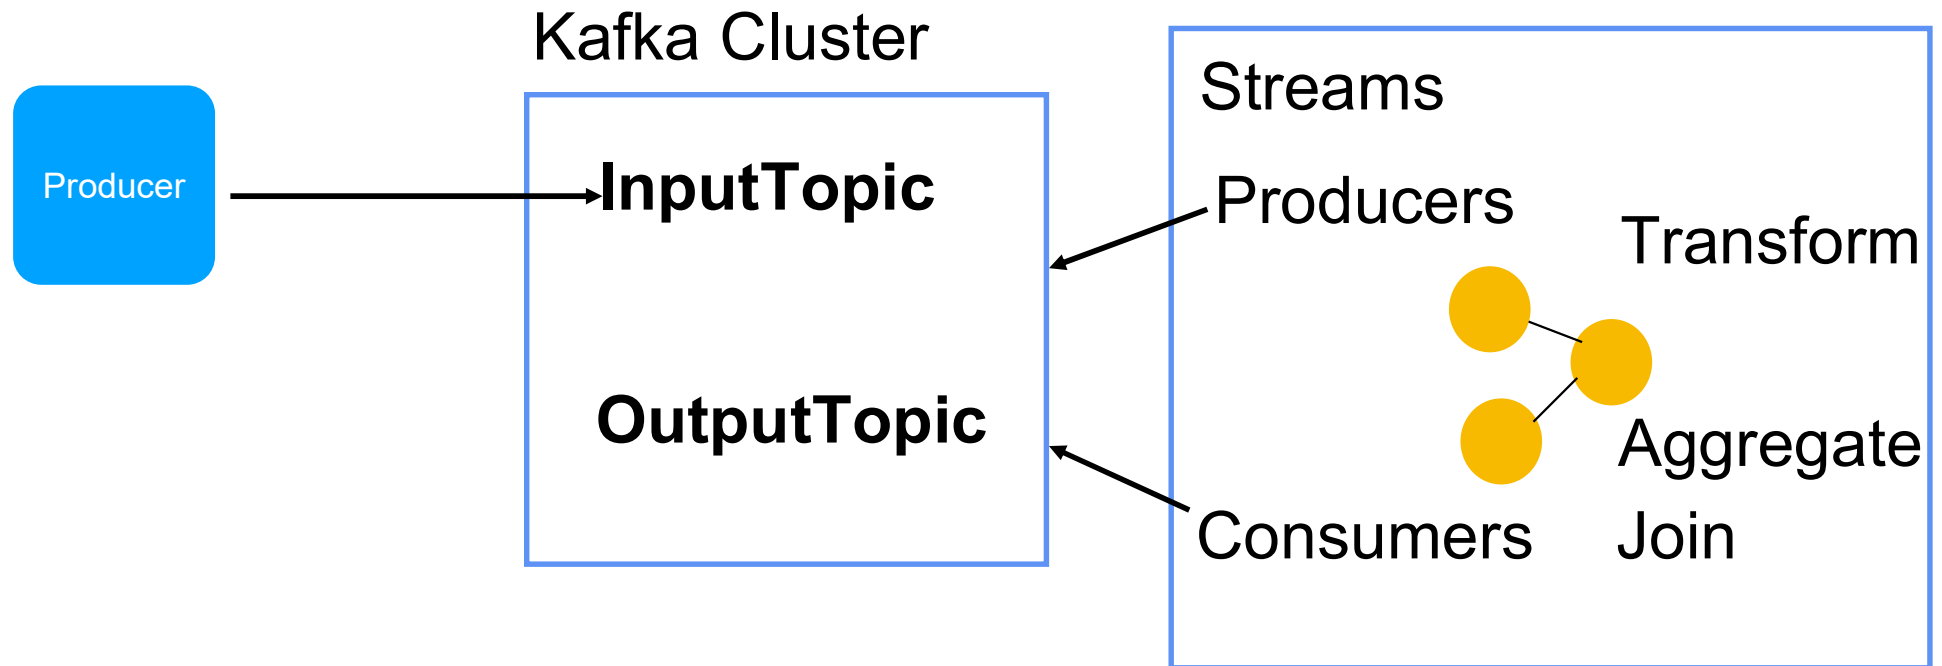 Kafka Cluster
Producer
InputTopic
OutputTopic
Streams
Producers
Transform
Aggregate
Consumers
Join